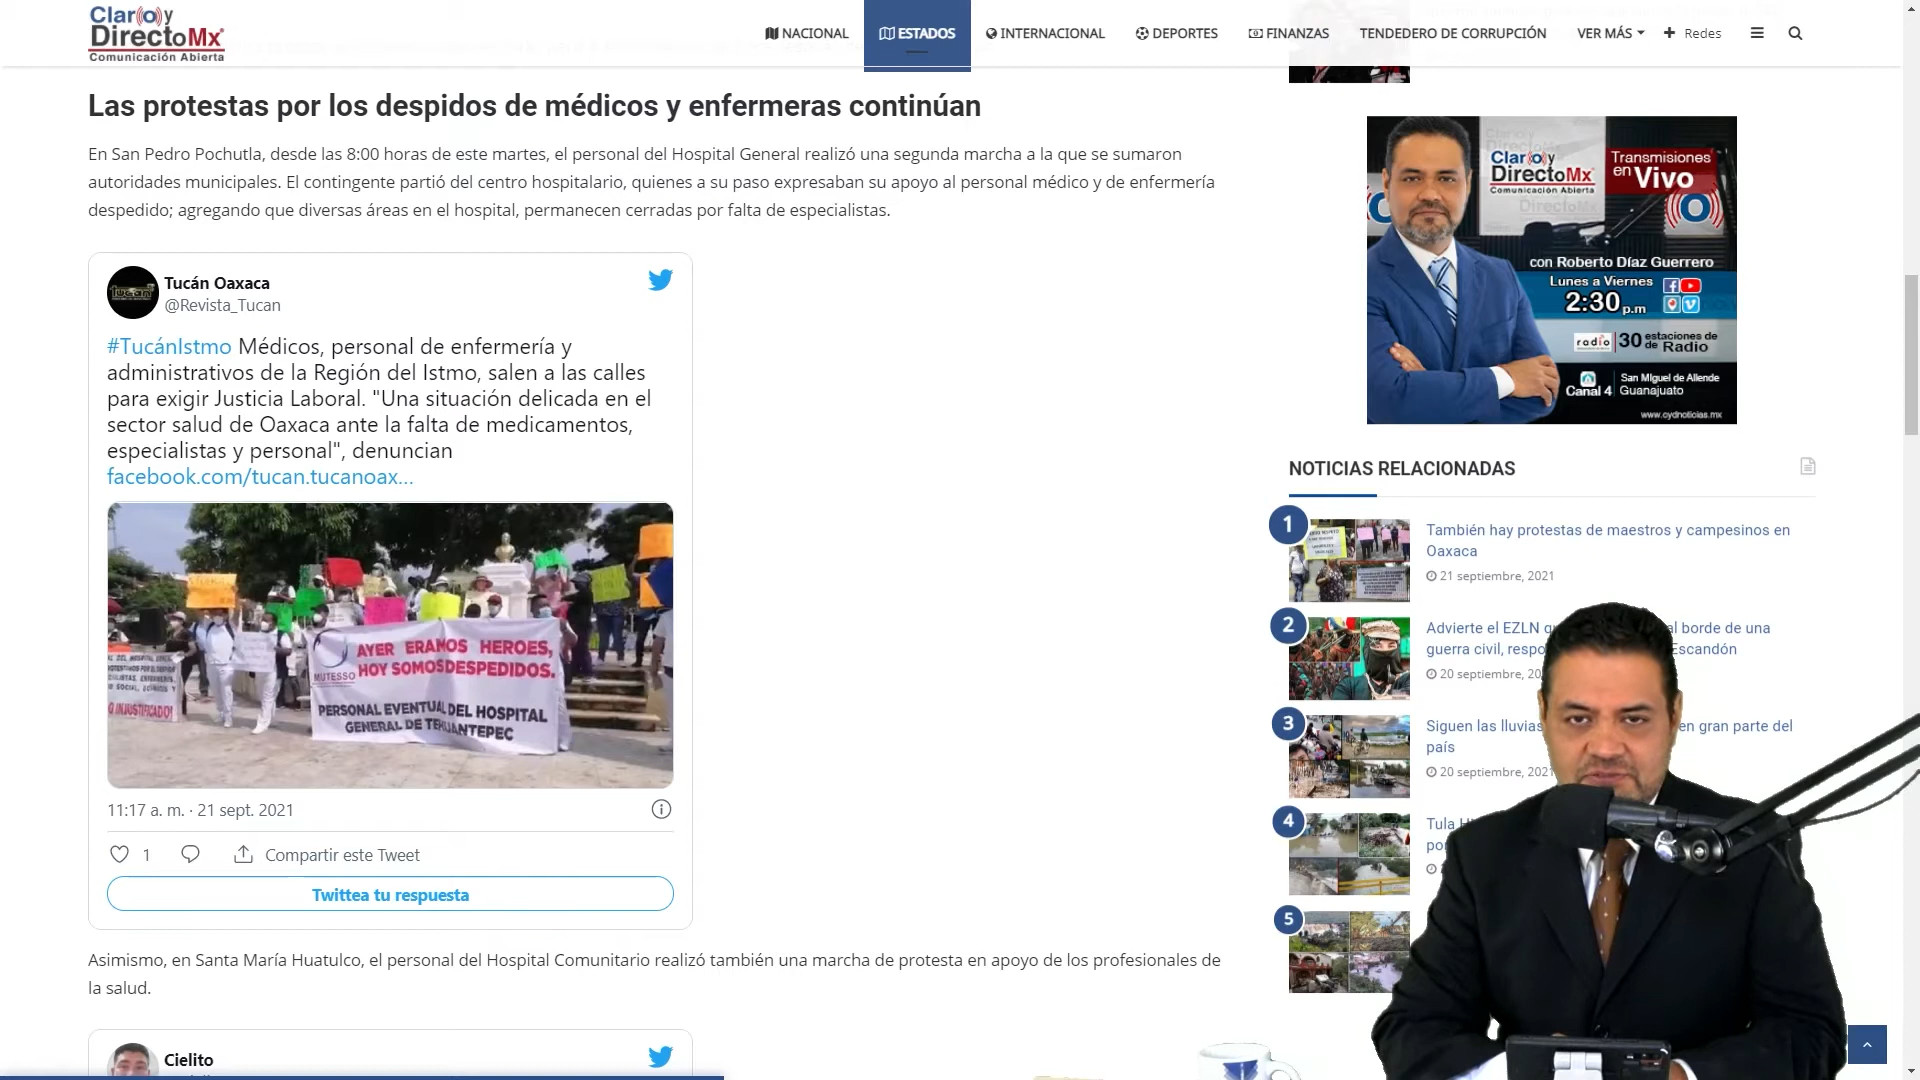 Claro y
DirectoMx
Comunicación Abierta
NACIONAL
ESTADOS
INTERNACIONAL
DEPORTES
FINANZAS
TENDEDERO DE CORRUPCIÓN
VER MÁS
Redes
Las protestas por los despidos de médicos y enfermeras continúan
En San Pedro Pochutla, desde las 8:00 horas de este martes, el personal del Hospital General realizó una segunda marcha a la que se sumaron
autoridades municipales. El contingente partió del centro hospitalario, quienes a su paso expresaban su apoyo al personal médico y de enfermería
despedido; agregando que diversas áreas en el hospital, permanecen cerradas por falta de especialistas.
Tucán Oaxaca
@Revista_Tucan
#TucánIstmo Médicos, personal de enfermería y
administrativos de la Región del Istmo, salen a las calles
para exigir Justicia Laboral. "Una situación delicada en el
sector salud de Oaxaca ante la falta de medicamentos,
especialistas y personal", denuncian
facebook.com/tucan.tucanoax...
AYER ERAMOS HEROES,
HOY SOMOS DESPEDIDOS.
MUTESSO
PERSONAL EVENTUAL DEL HOSPITAL
GENERAL DE TEHUANTEPEC
11:17 a. m. · 21 sept. 2021
1
Compartir este Tweet
Twittea tu respuesta
Asimismo, en Santa María Huatulco, el personal del Hospital Comunitario realizó también una marcha de protesta en apoyo de los profesionales de
la salud.
Cielito
Claro y
DirectoMx
Comunicación Abierta
Transmisiones
en Vivo
con Roberto Díaz Guerrero
Lunes a Viernes
2:30 p.m
radio 30 estaciones de
de Radio
Canal 4
San Miguel de Allende
Guanajuato
www.cydnoticias.mx
NOTICIAS RELACIONADAS
1
También hay protestas de maestros y campesinos en
Oaxaca
21 septiembre, 2021
2
Advierte el EZLN al borde de una
guerra civil, Escandón
20 septiembre,
3
Siguen las lluvias en gran parte del
país
20 septiembre, 2021
4
Tula
5